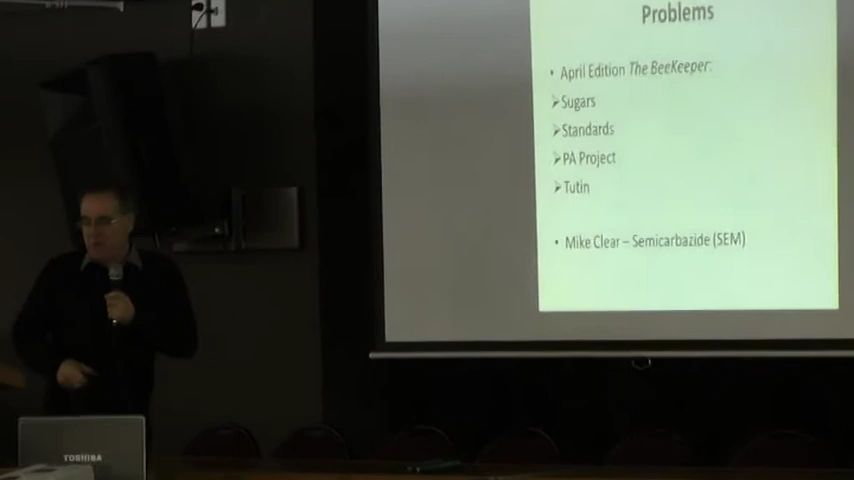 Problems
• April Edition The BeeKeeper:
➢Sugars
➢Standards
➢PA Project
➢Tutin
• Mike Clear – Semicarbazide (SEM)
TOSHIBA